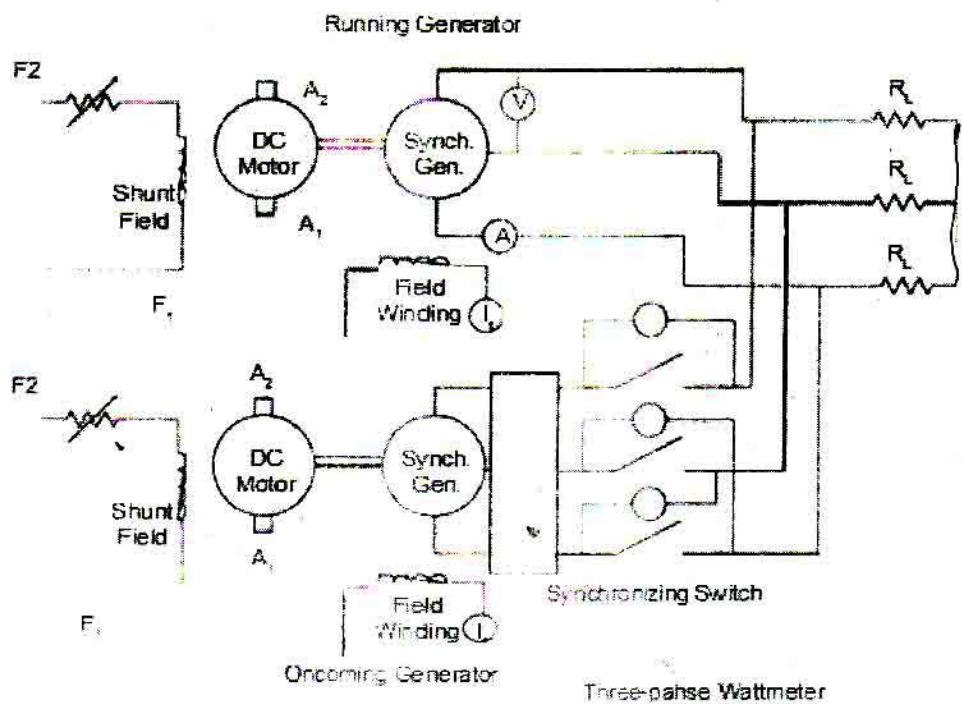 Running Generator
F2
A2
DC
Motor
A1
Shunt
Field
F1
Synch.
Gen.
V
A
Field
Winding
I1
RL
RL
RL
F2
A2
DC
Motor
A1
Shunt
Field
F1
Synch.
Gen.
Field
Winding
I
Oncoming Generator
Synchronizing Switch
Three-pahse Wattmeter